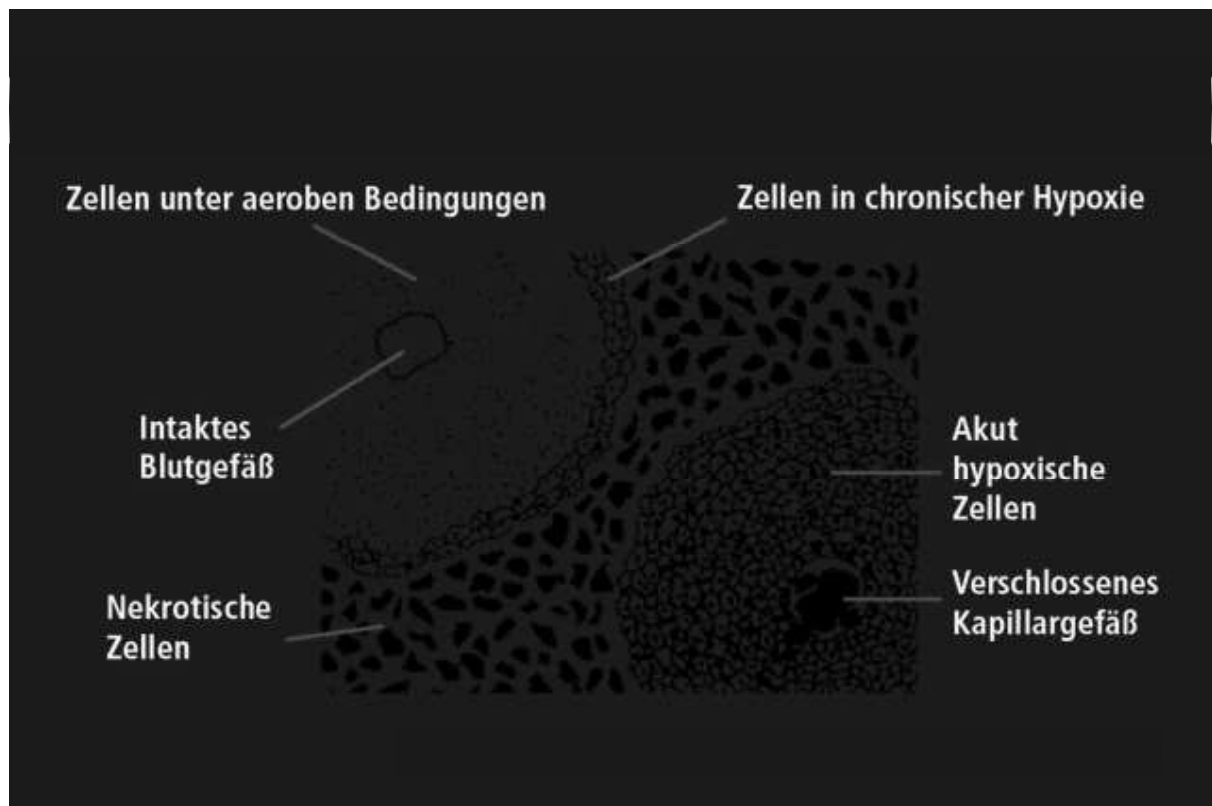 Zellen unter aeroben Bedingungen
Zellen in chronischer Hypoxie
Intaktes
Blutgefäß
Akut
hypoxische
Zellen
Nekrotische
Zellen
Verschlossenes
Kapillargefäß